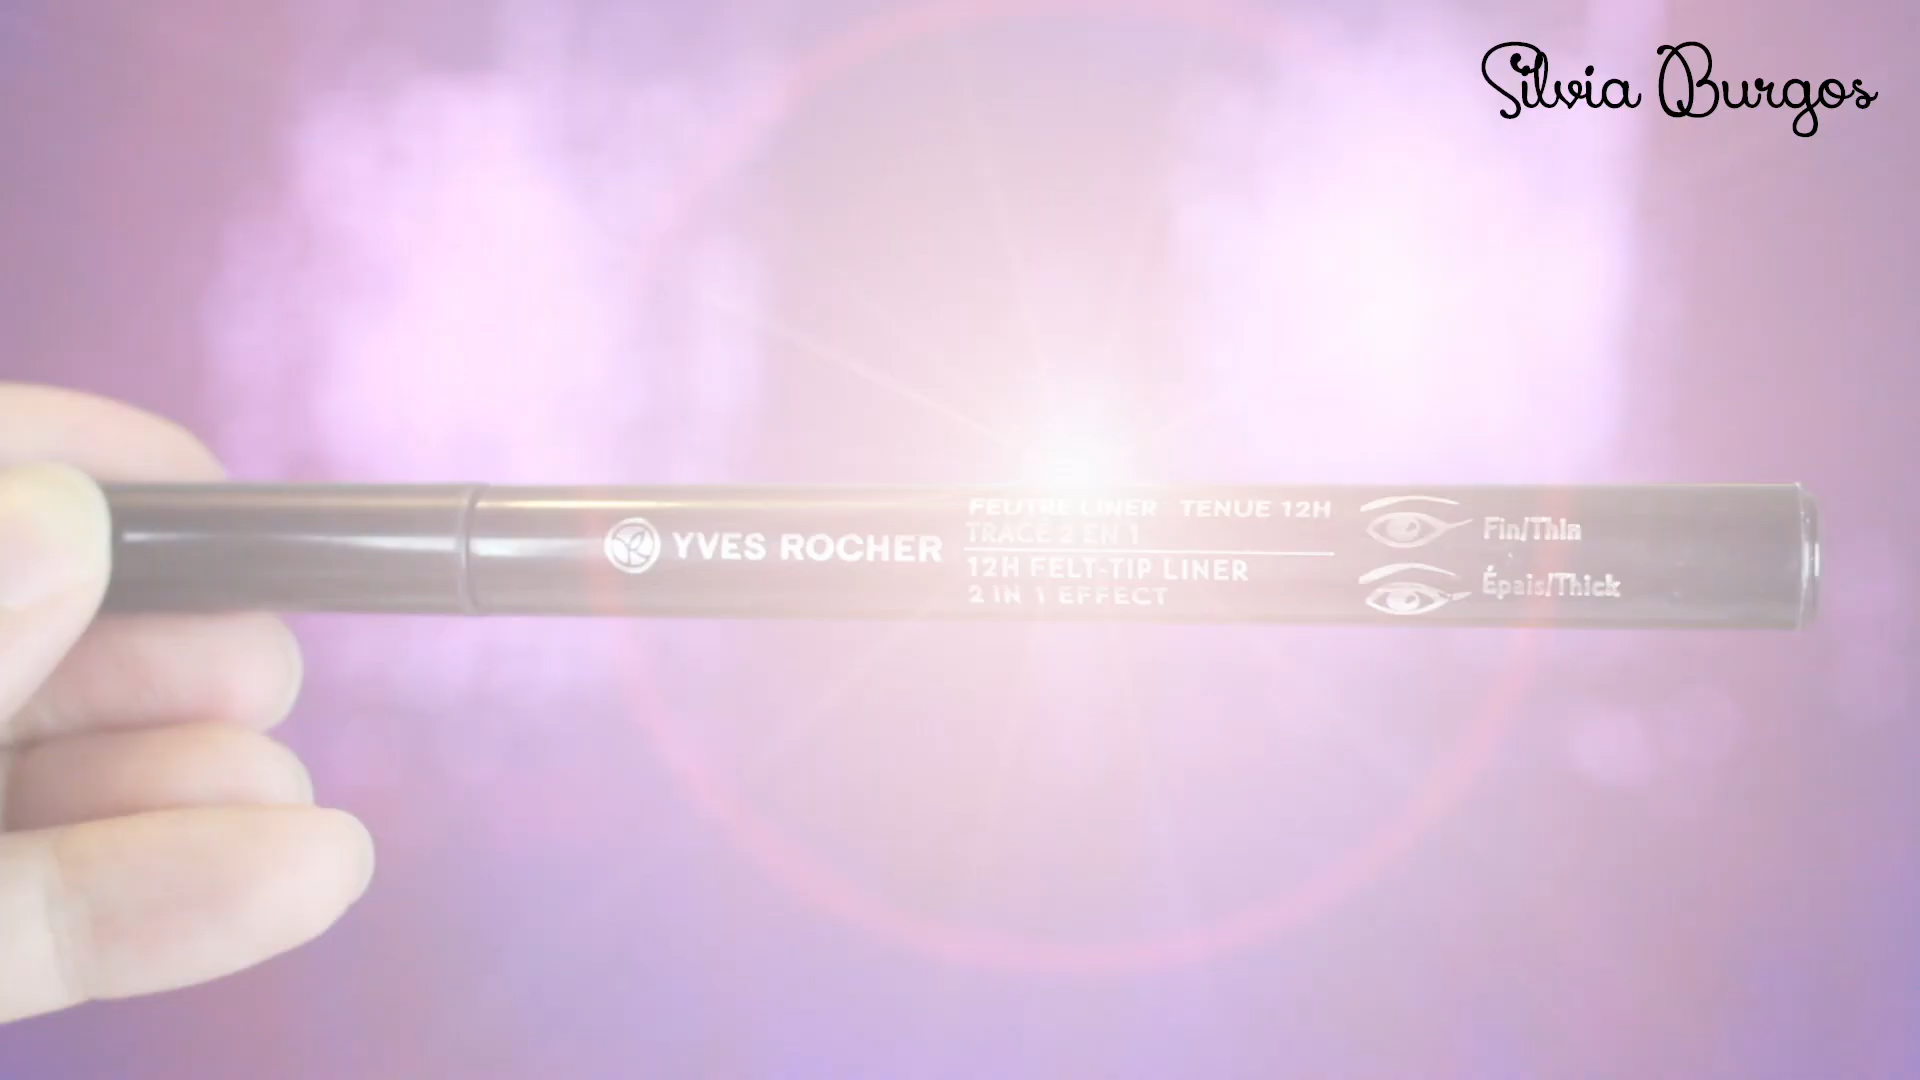 Silvia Burgos
YVES ROCHER
FEUTRE LINER TENUE 12H
TRACÉ 2 EN 1
12H FELT-TIP LINER
2 IN 1 EFFECT
Fin/Thin
Épais/Thick